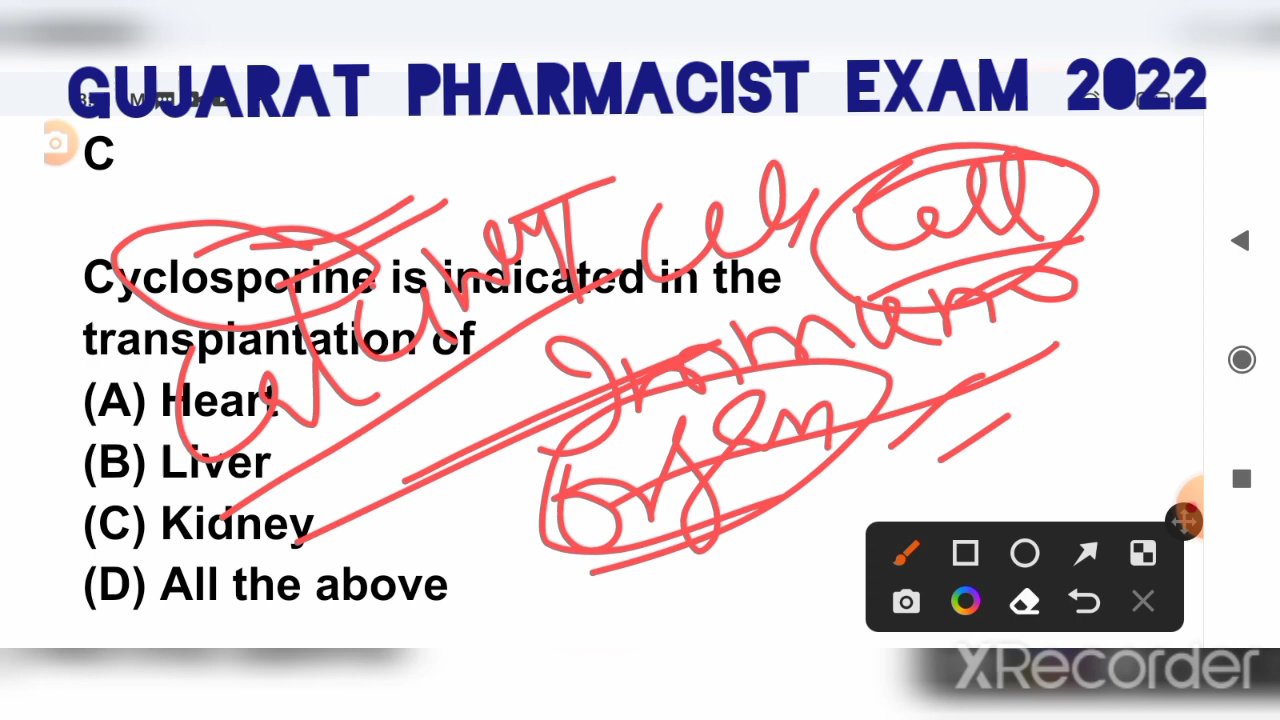 GUJARAT PHARMACIST EXAM 2022
C
Cyclosporine is indicated in the
transplantation of
(A) Heart
(B) Liver
(C) Kidney
(D) All the above
Cell
Organ
XRecorder